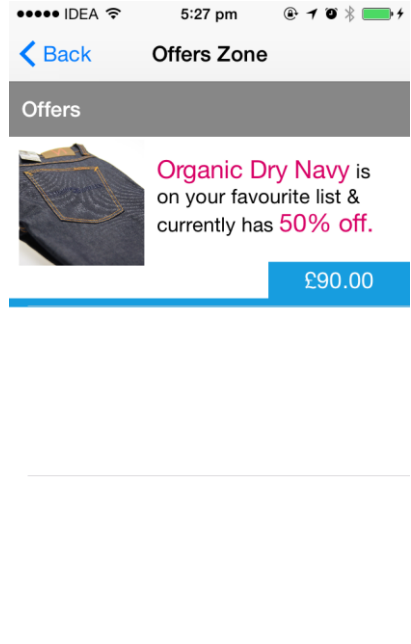 IDEA 5:27 pm
Back Offers Zone
Offers
Organic Dry Navy is
on your favourite list &
currently has 50% off.
£90.00